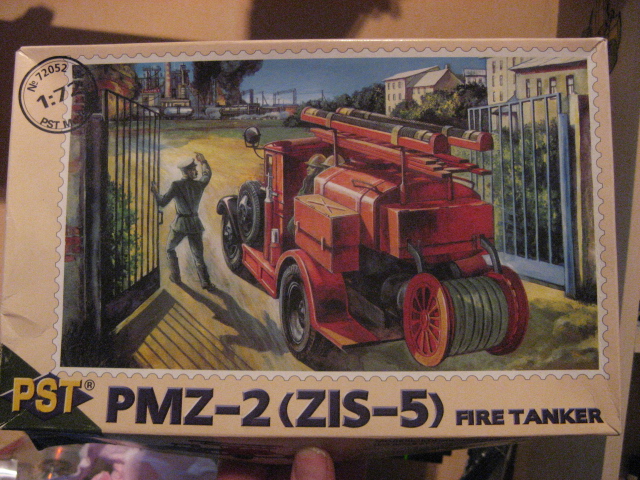 № 72052
1:72
PST
PST® PMZ-2 (ZIS-5) FIRE TANKER